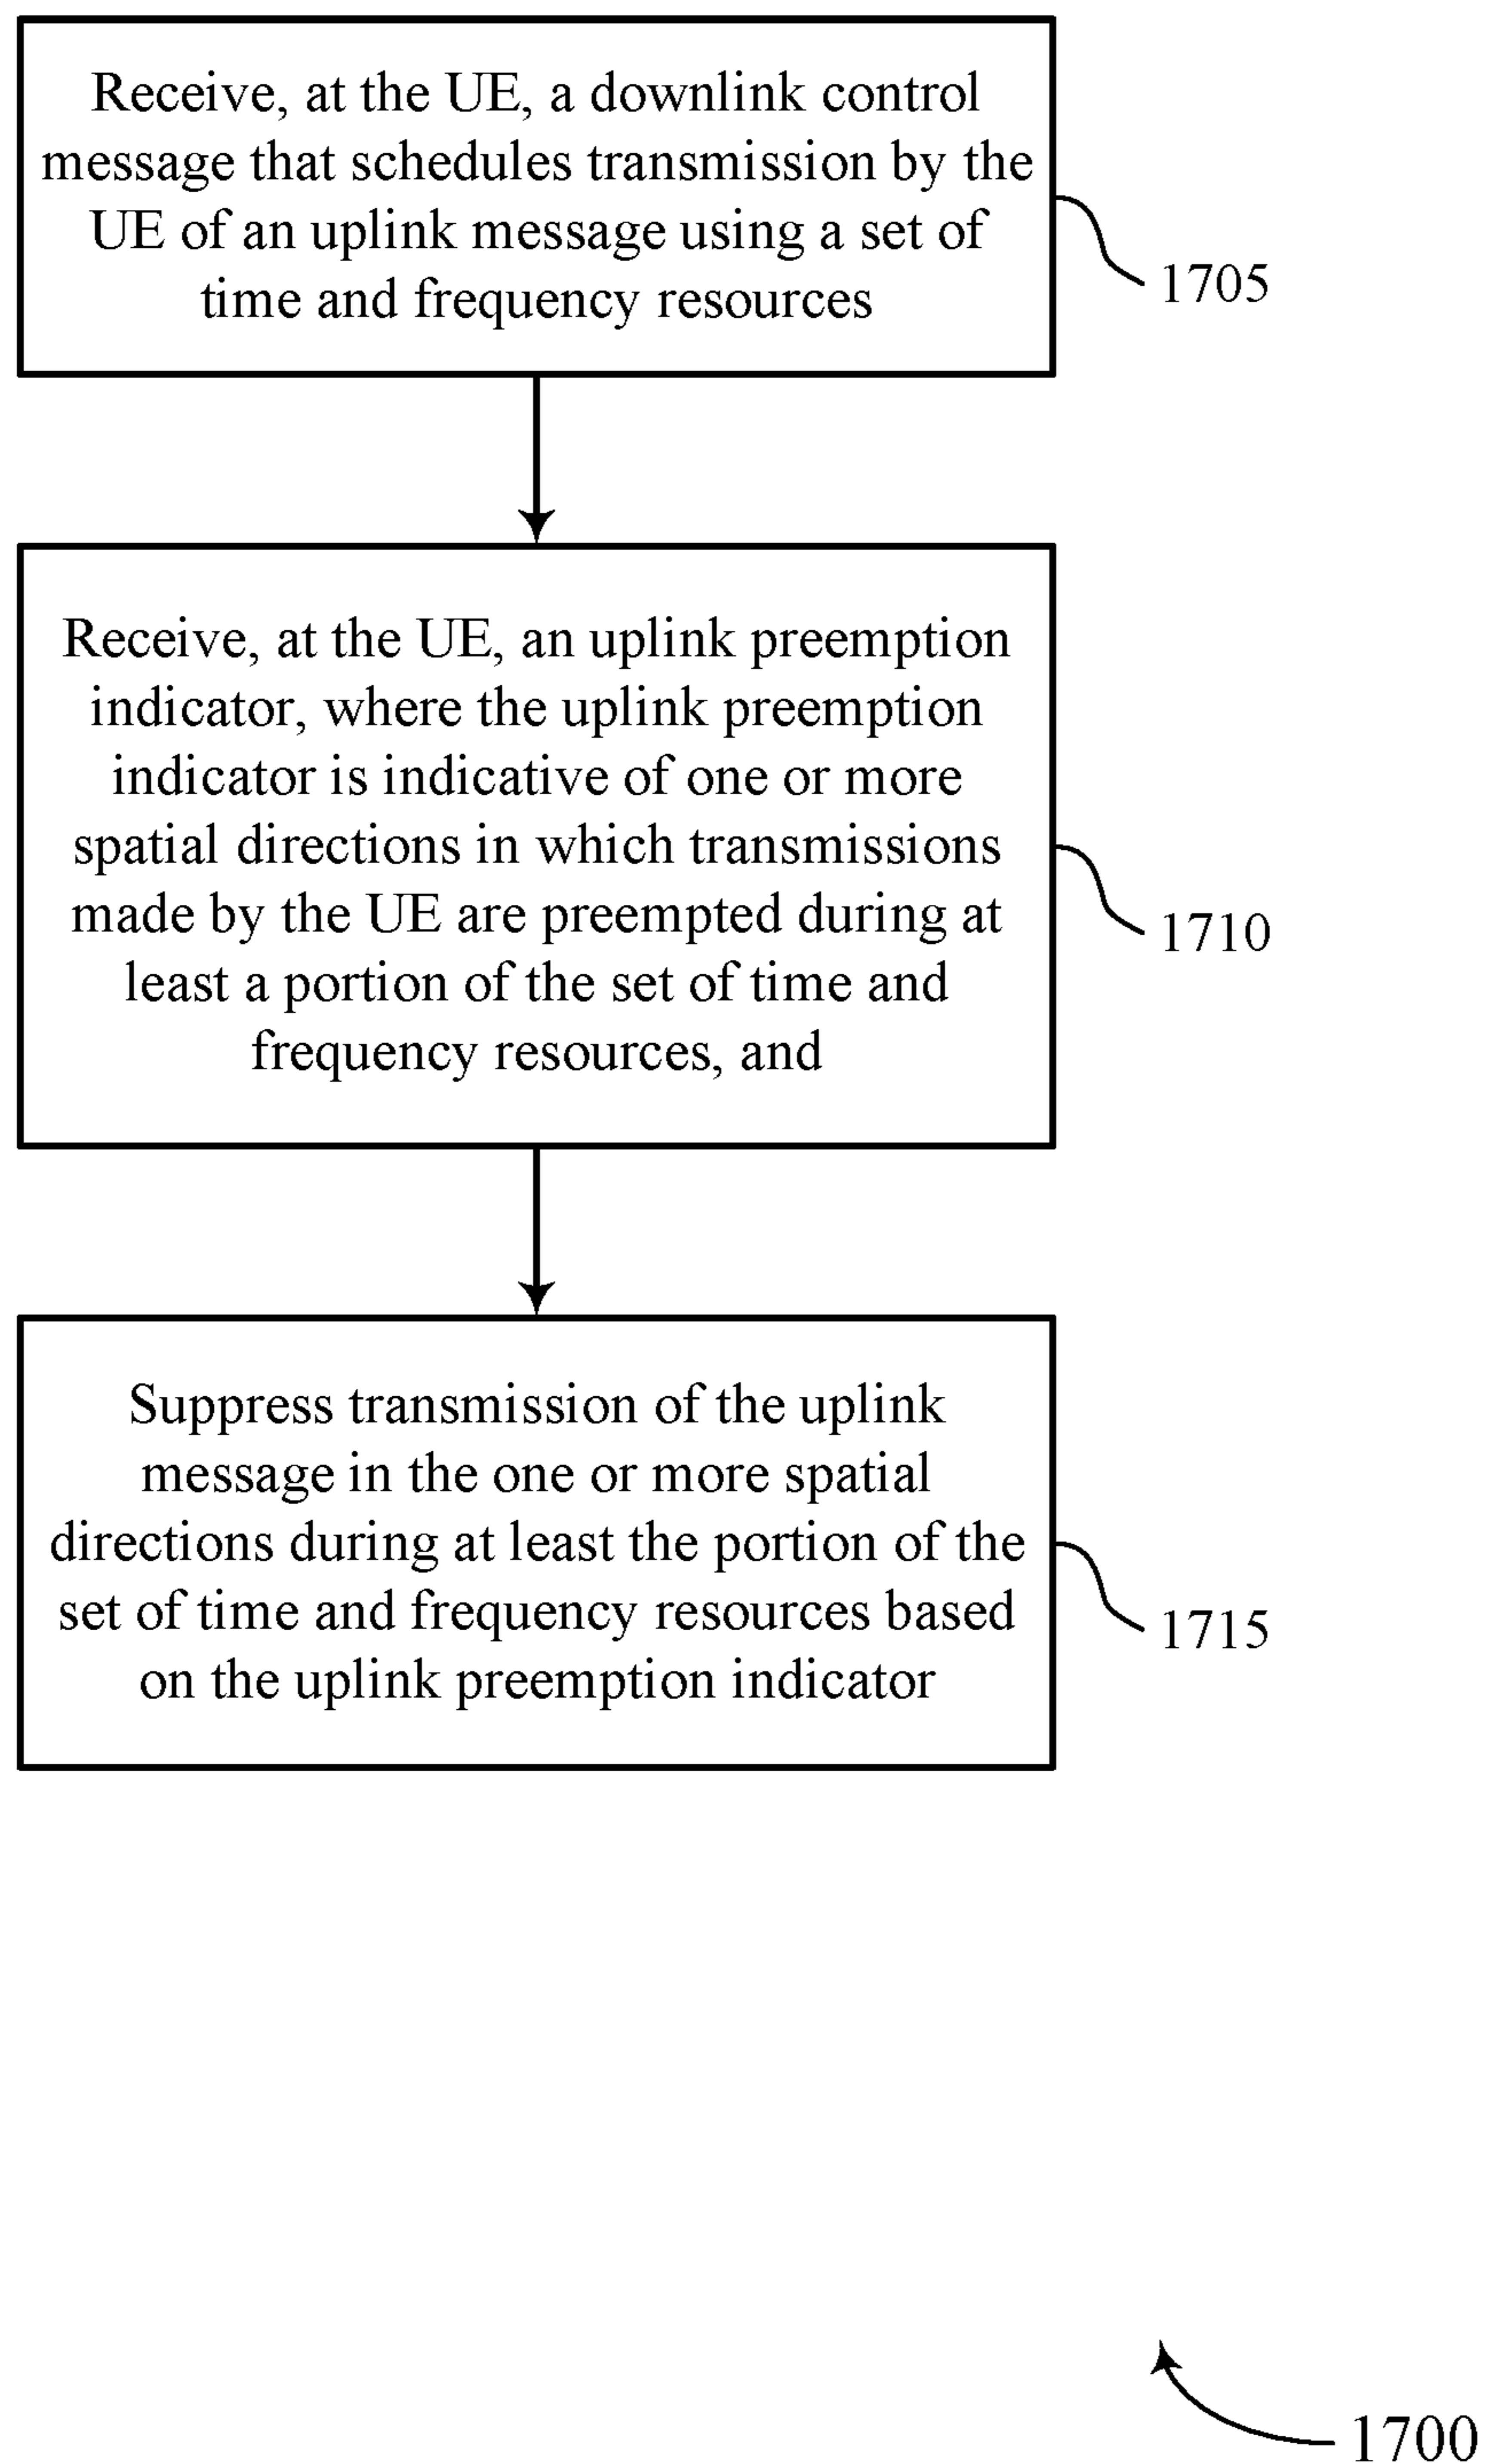 Receive, at the UE, a downlink control
message that schedules transmission by the
UE of an uplink message using a set of
time and frequency resources
1705
Receive, at the UE, an uplink preemption
indicator, where the uplink preemption
indicator is indicative of one or more
spatial directions in which transmissions
made by the UE are preempted during at
least a portion of the set of time and
frequency resources, and
1710
Suppress transmission of the uplink
message in the one or more spatial
directions during at least the portion of the
set of time and frequency resources based
on the uplink preemption indicator
1715
1700